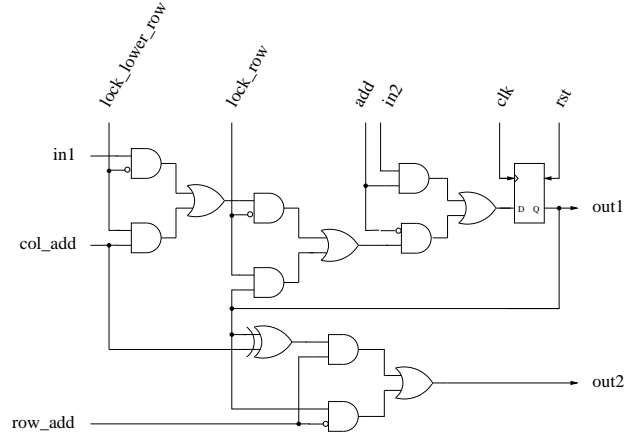 lock_lower_row
lock_row
add
in2
clk
rst
in1
D Q
out1
col_add
out2
row_add